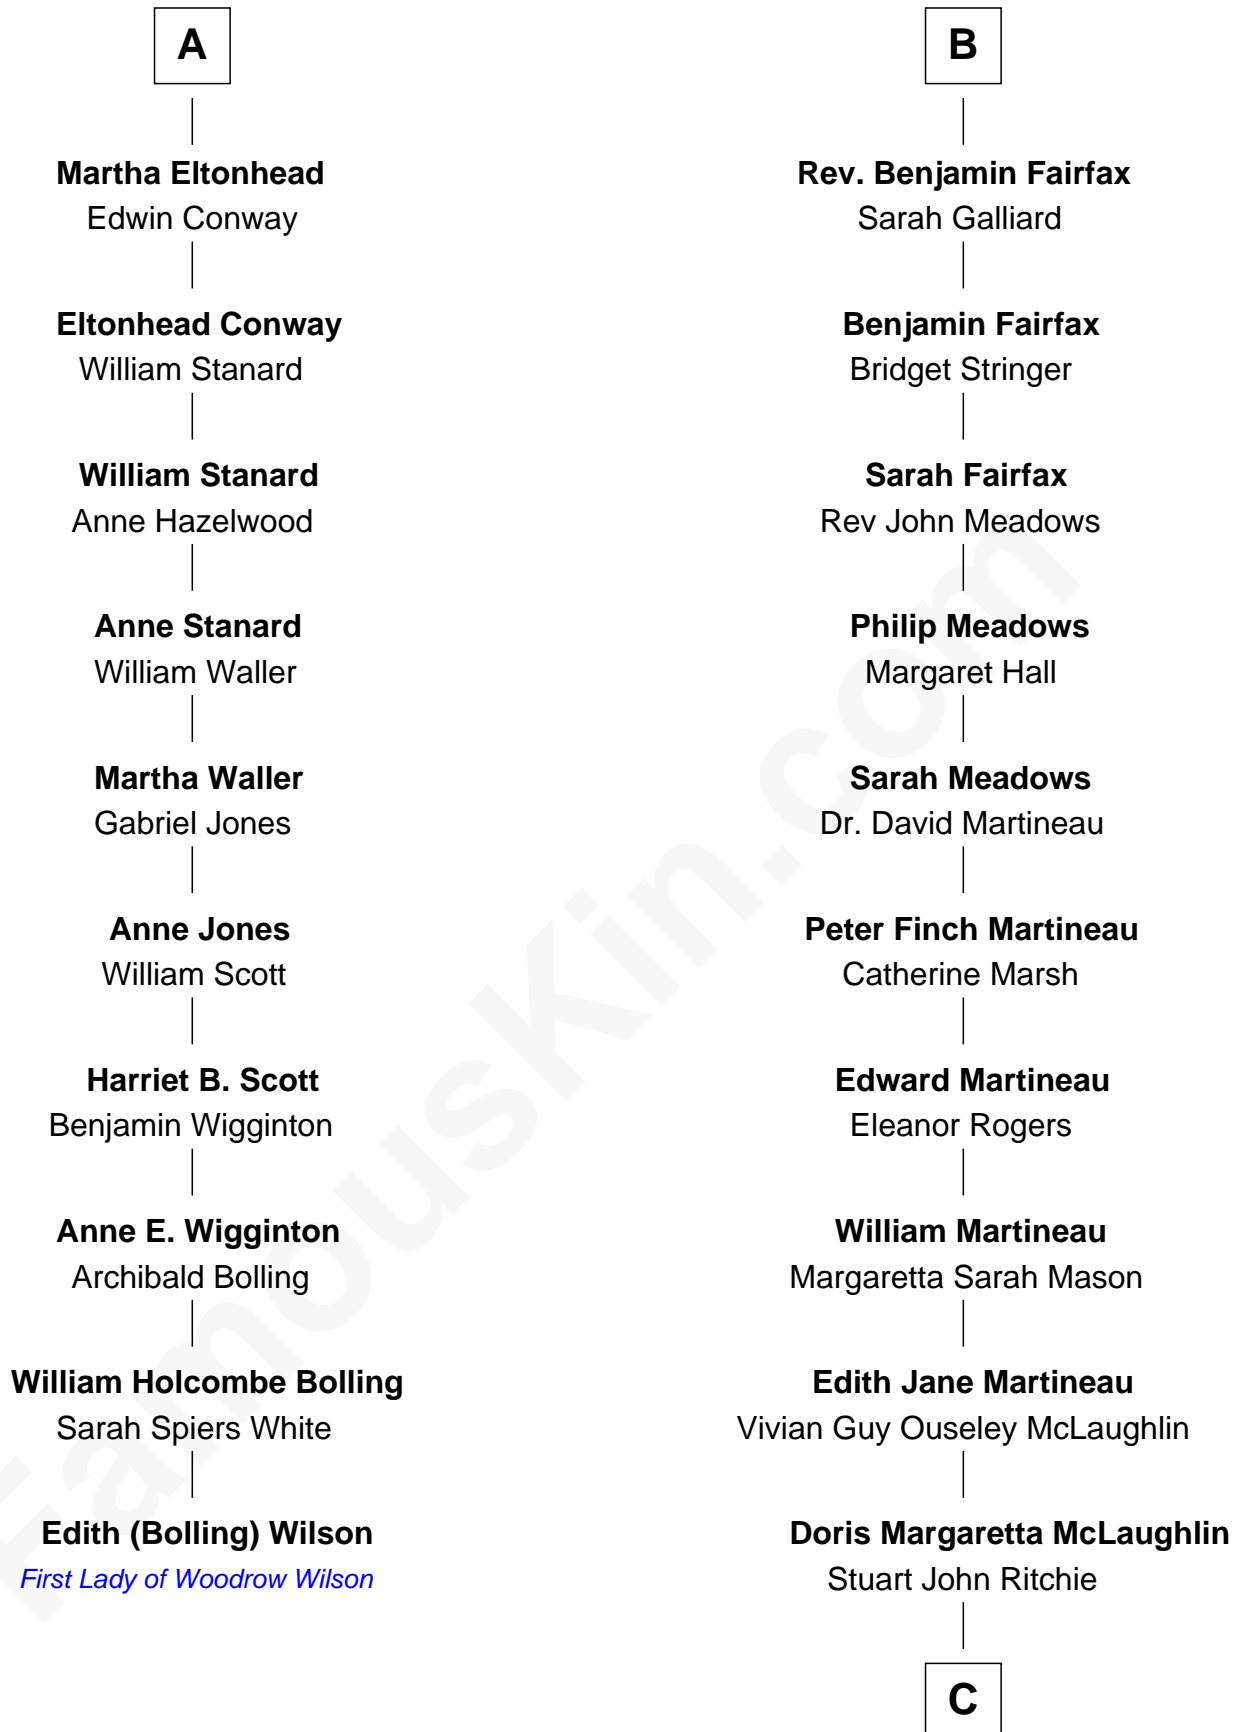 A
Martha Eltonhead
Edwin Conway
Eltonhead Conway
William Stanard
William Stanard
Anne Hazelwood
Anne Stanard
William Waller
Martha Waller
Gabriel Jones
Anne Jones
William Scott
Harriet B. Scott
Benjamin Wigginton
Anne E. Wigginton
Archibald Bolling
William Holcombe Bolling
Sarah Spiers White
Edith (Bolling) Wilson
First Lady of Woodrow Wilson
B
Rev. Benjamin Fairfax
Sarah Galliard
Benjamin Fairfax
Bridget Stringer
Sarah Fairfax
Rev John Meadows
Philip Meadows
Margaret Hall
Sarah Meadows
Dr. David Martineau
Peter Finch Martineau
Catherine Marsh
Edward Martineau
Eleanor Rogers
William Martineau
Margaretta Sarah Mason
Edith Jane Martineau
Vivian Guy Ouseley McLaughlin
Doris Margaretta McLaughlin
Stuart John Ritchie
C
FamousKin.com